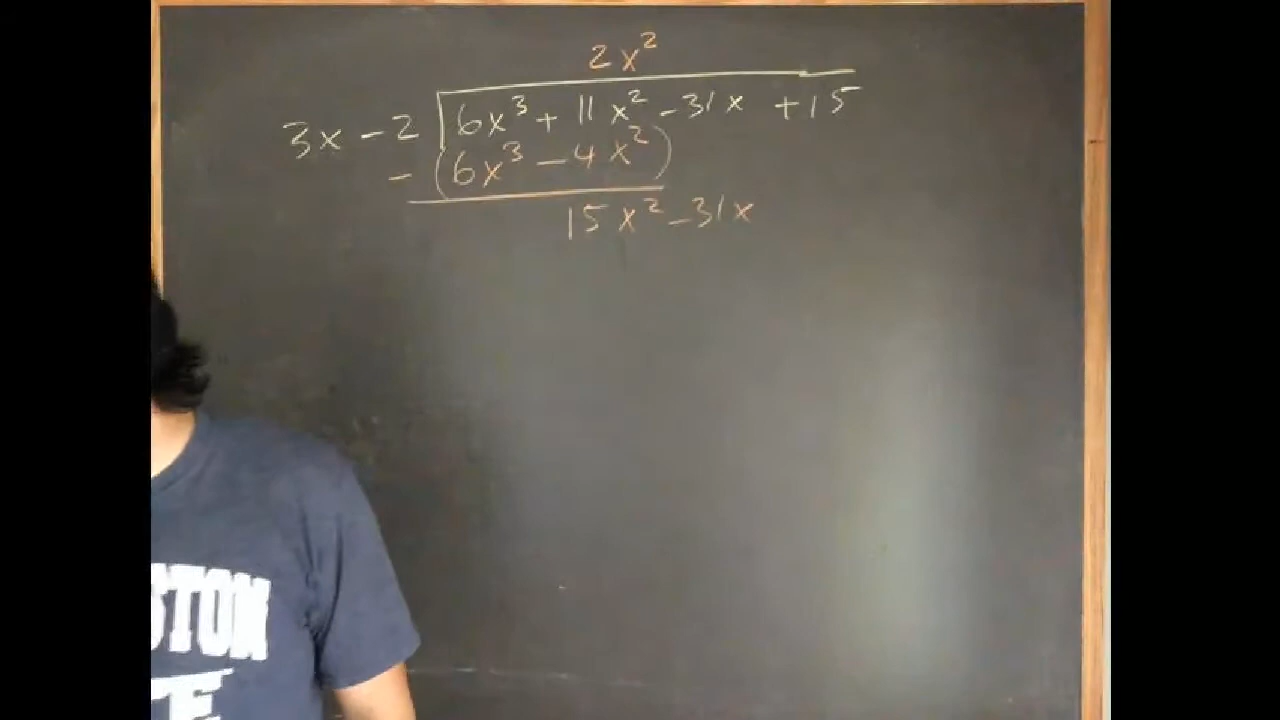 2x²
3x - 2 6x³ + 11x² - 31x + 15
- (6x³ - 4x²)
15x² - 31x